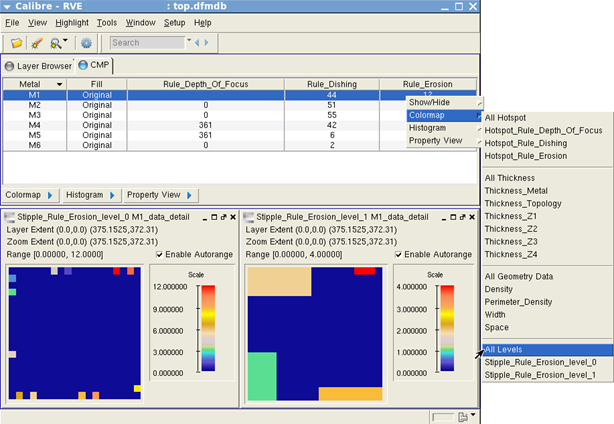 Calibre - RVE : top.dfmdb
File View Highlight Tools Window Setup Help
Search
Layer Browser CMP
Metal Fill Rule_Depth_Of_Focus Rule_Dishing Rule_Erosion
M1 Original 44 12
M2 Original 0 51
M3 Original 0 55
M4 Original 361 42
M5 Original 361 6
M6 Original 0 2
Show/Hide
Colormap
Histogram
Property View
All Hotspot
Hotspot_Rule_Depth_Of_Focus
Hotspot_Rule_Dishing
Hotspot_Rule_Erosion
All Thickness
Thickness_Metal
Thickness_Topology
Thickness_Z1
Thickness_Z2
Thickness_Z3
Thickness_Z4
All Geometry Data
Density
Perimeter_Density
Width
Space
All Levels
Stipple_Rule_Erosion_level_0
Stipple_Rule_Erosion_level_1
Colormap Histogram Property View
Stipple_Rule_Erosion_level_0 M1_data_detail
Layer Extent (0.0,0.0) (375.1525,372.31)
Zoom Extent (0.0,0.0) (375.1525,372.31)
Range [0.00000, 12.0000] Enable Autorange
Scale
12.000000
9.000000
6.000000
3.000000
0.000000
Stipple_Rule_Erosion_level_1 M1_data_detail
Layer Extent (0.0,0.0) (375.1525,372.31)
Zoom Extent (0.0,0.0) (375.1525,372.31)
Range [0.00000, 4.00000] Enable Autorange
Scale
4.000000
3.000000
2.000000
1.000000
0.000000